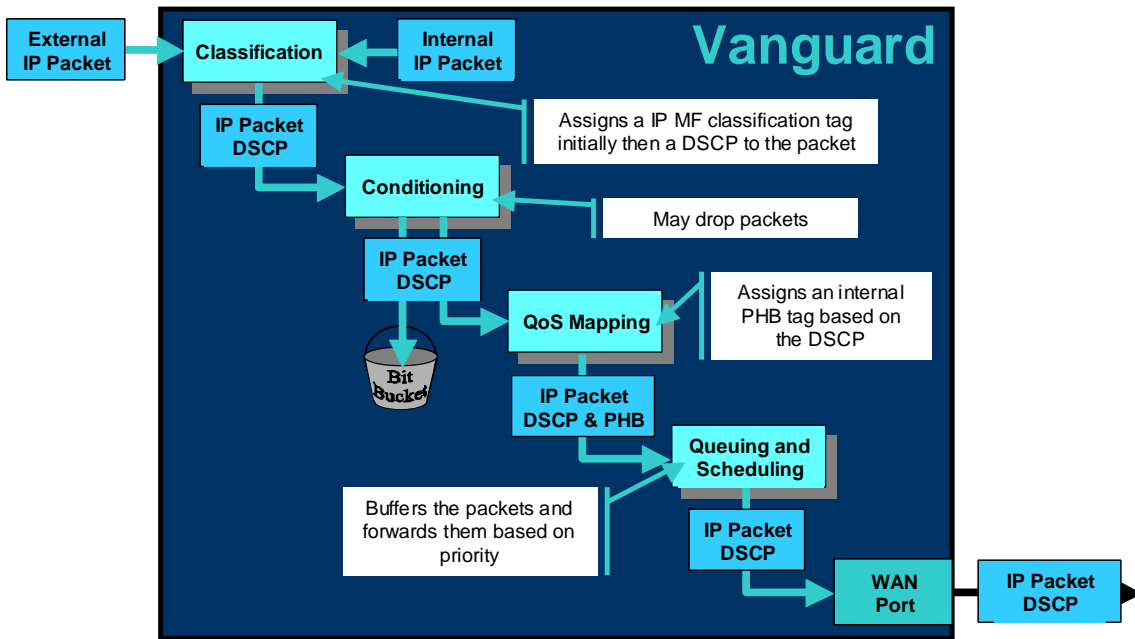 Vanguard
External
IP Packet
Classification
Internal
IP Packet
IP Packet
DSCP
Assigns a IP MF classification tag
initially then a DSCP to the packet
Conditioning
May drop packets
IP Packet
DSCP
QoS Mapping
Assigns an internal
PHB tag based on
the DSCP
Bit
Bucket
IP Packet
DSCP & PHB
Queuing and
Scheduling
Buffers the packets and
forwards them based on
priority
IP Packet
DSCP
WAN
Port
IP Packet
DSCP